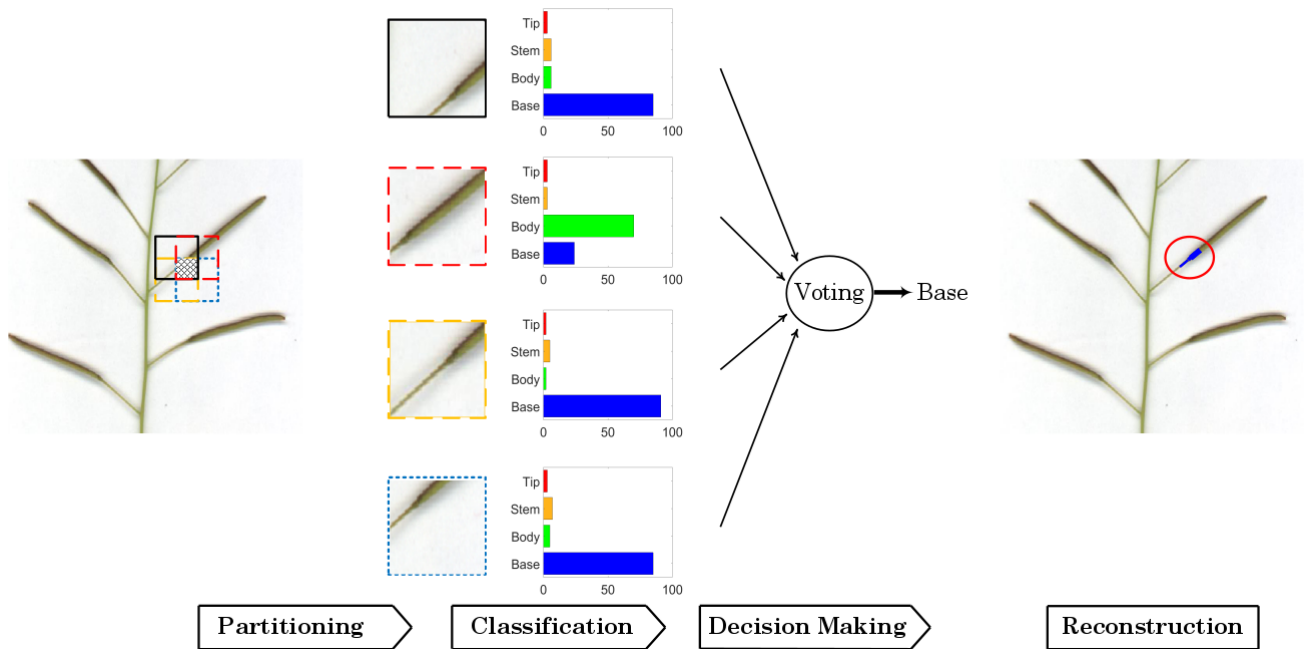 Tip
Stem
Body
Base
0 50 100
Tip
Stem
Body
Base
0 50 100
Voting
Base
Tip
Stem
Body
Base
0 50 100
Tip
Stem
Body
Base
0 50 100
Partitioning
Classification
Decision Making
Reconstruction